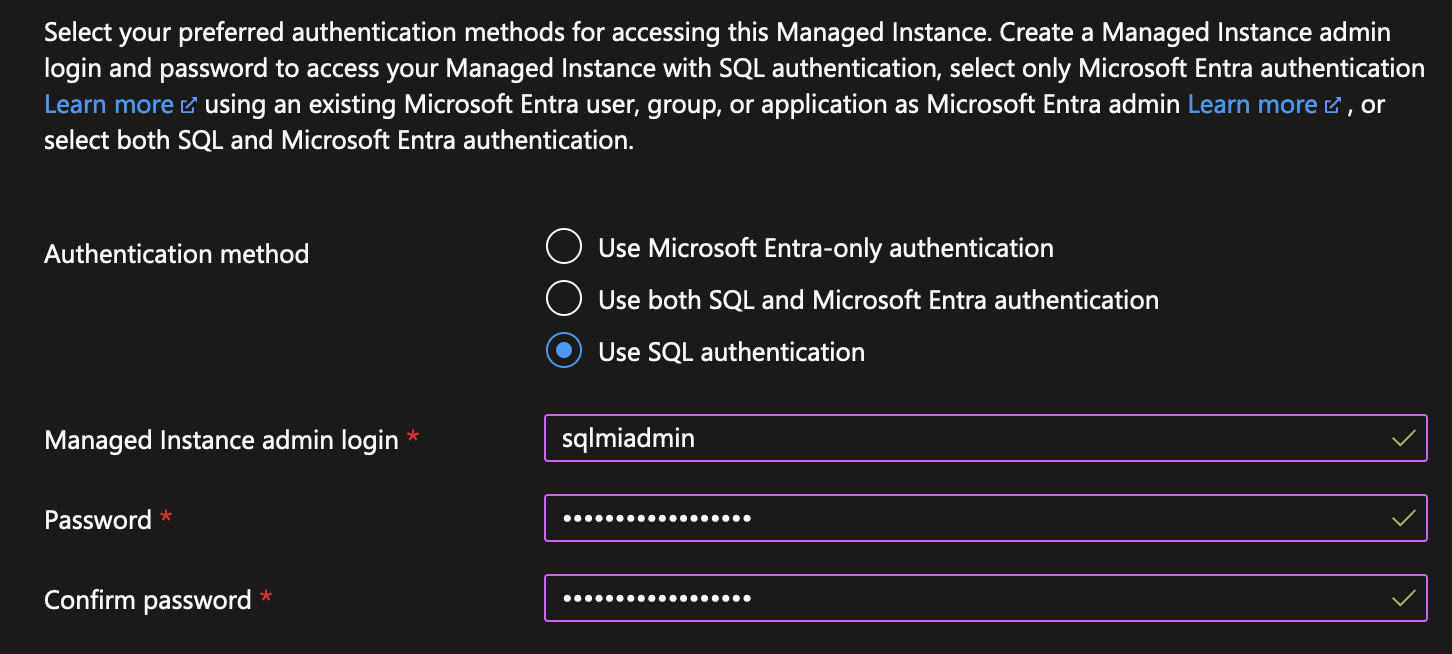 Select your preferred authentication methods for accessing this Managed Instance. Create a Managed Instance admin
login and password to access your Managed Instance with SQL authentication, select only Microsoft Entra authentication
Learn more using an existing Microsoft Entra user, group, or application as Microsoft Entra admin Learn more , or
select both SQL and Microsoft Entra authentication.
Authentication method
Use Microsoft Entra-only authentication
Use both SQL and Microsoft Entra authentication
Use SQL authentication
Managed Instance admin login * sqlmiadmin
Password * ••••••••••••••••••
Confirm password * ••••••••••••••••••